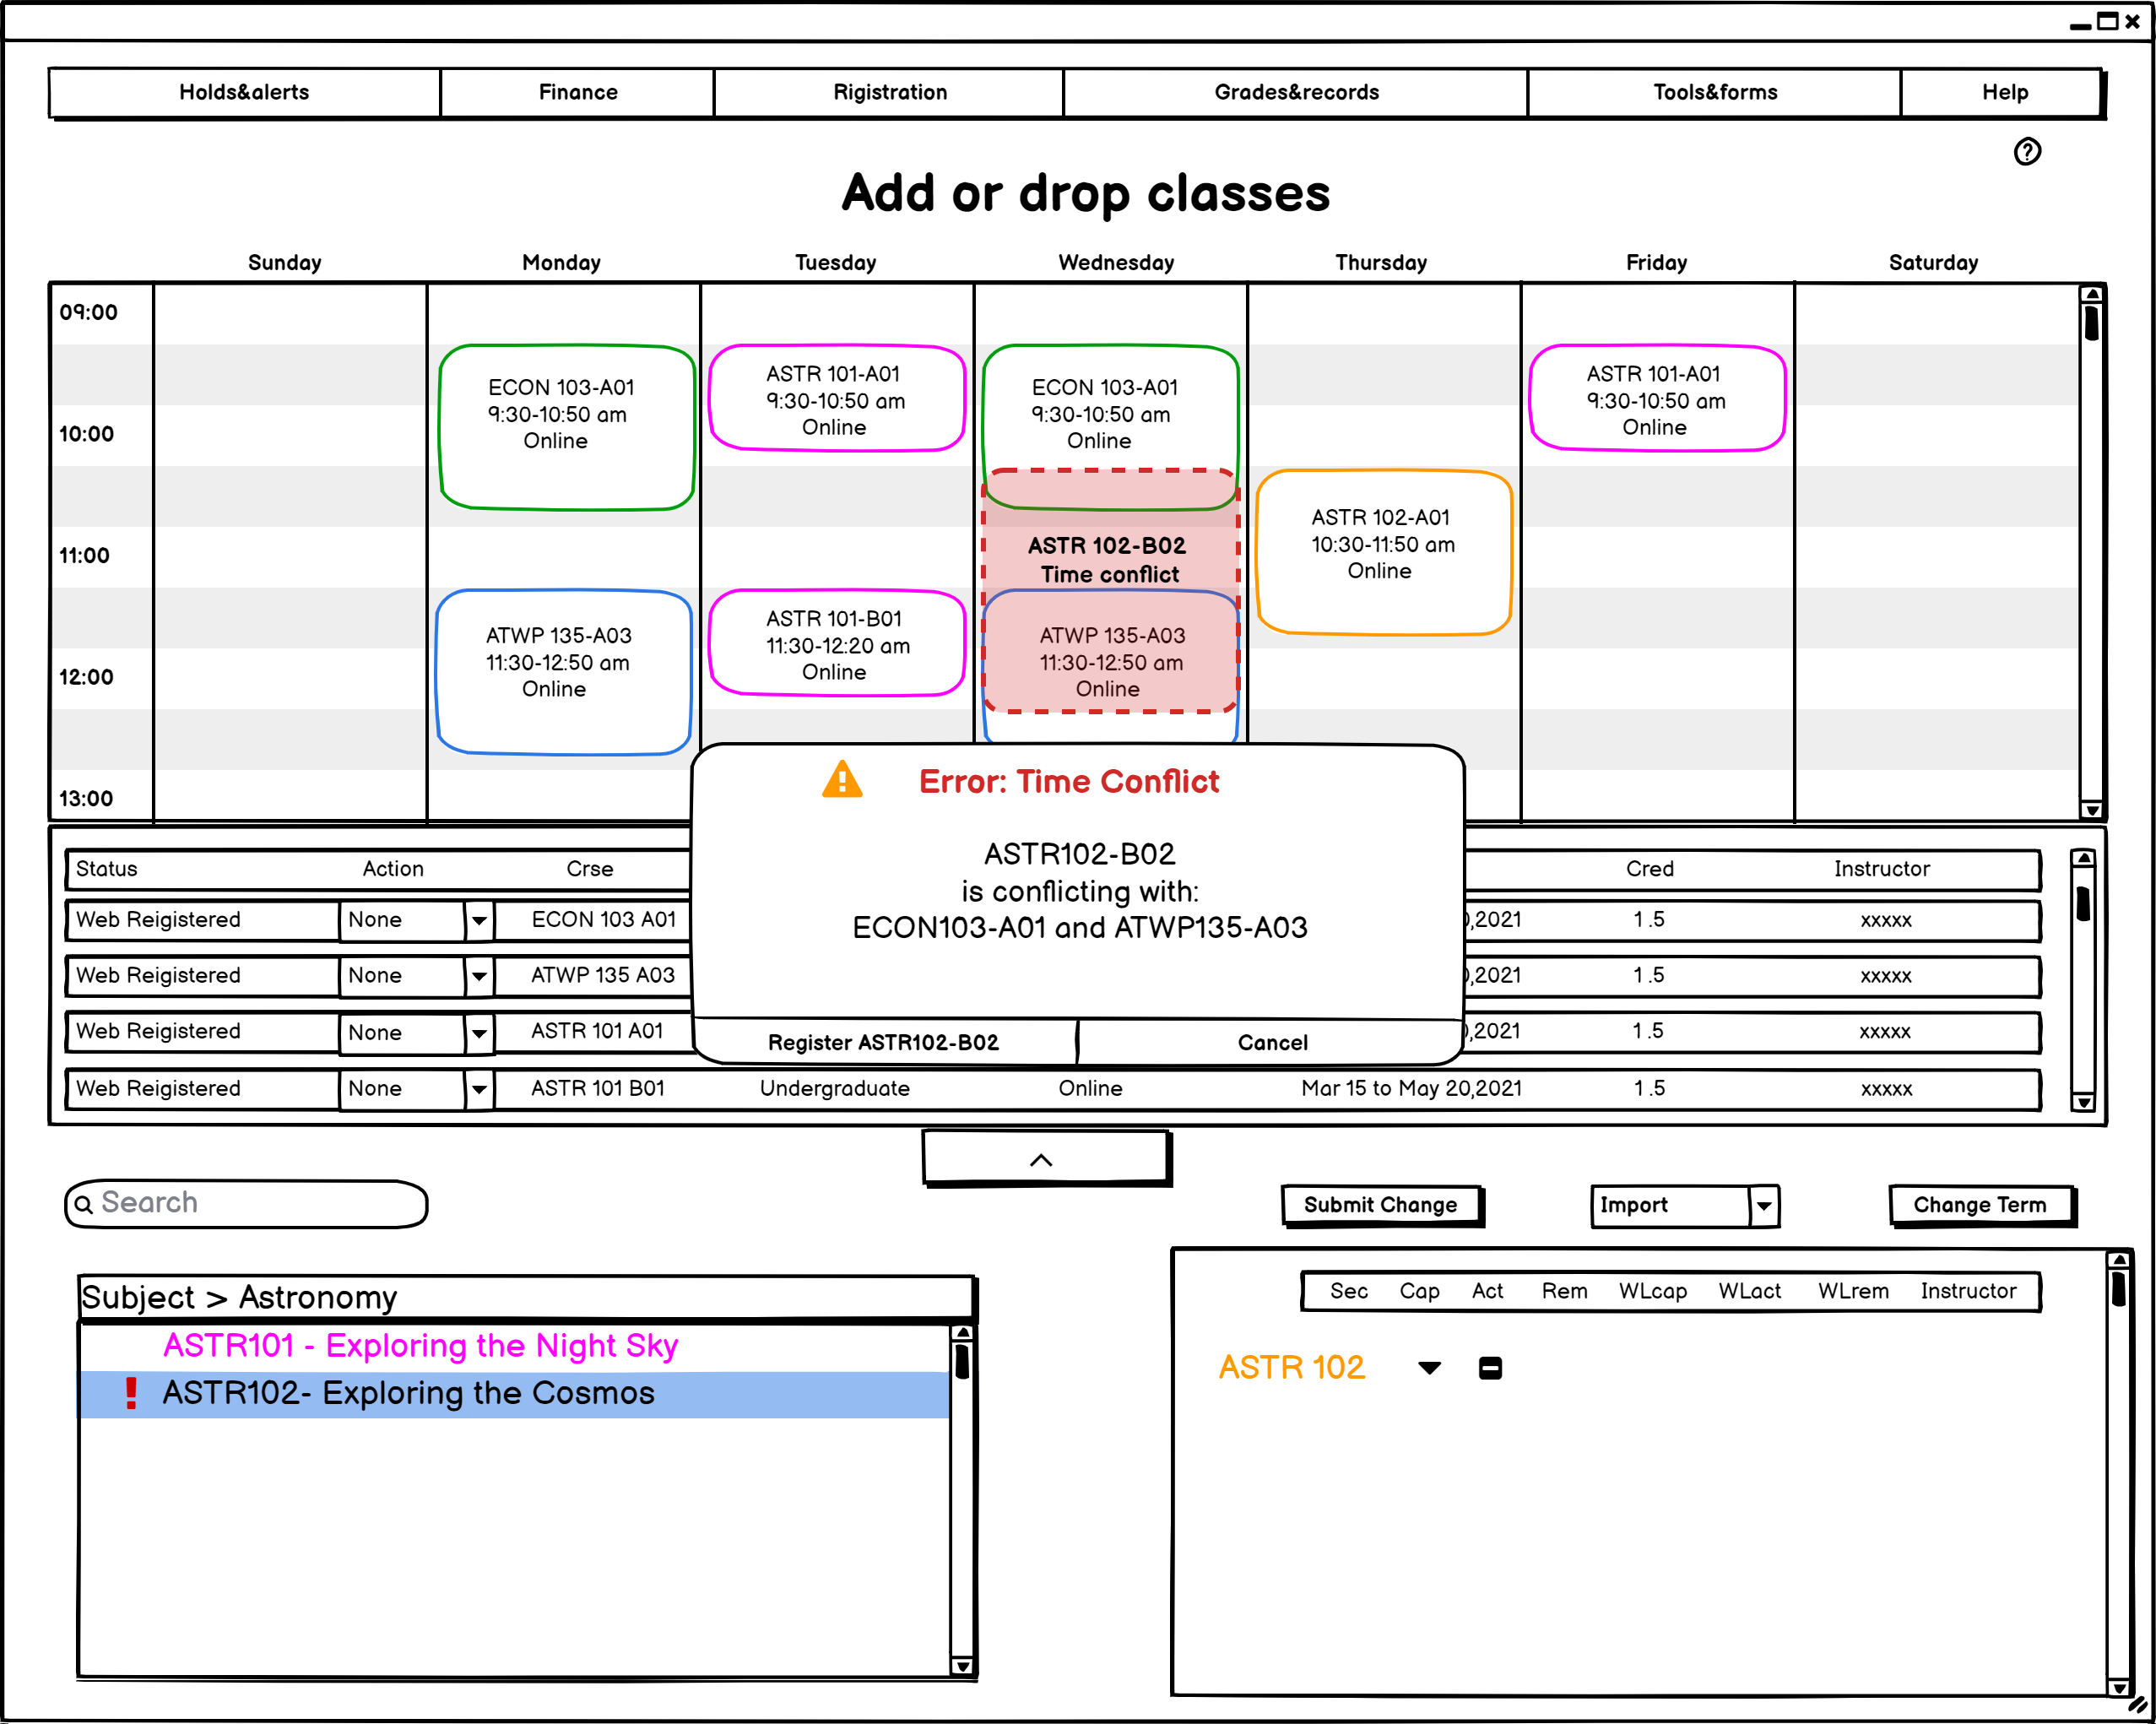 Holds&alerts Finance Rigistration Grades&records Tools&forms Help
?
Add or drop classes
Sunday Monday Tuesday Wednesday Thursday Friday Saturday
09:00
10:00
11:00
12:00
13:00
ECON 103-A01
9:30-10:50 am
Online
ATWP 135-A03
11:30-12:50 am
Online
ASTR 101-A01
9:30-10:50 am
Online
ASTR 101-B01
11:30-12:20 am
Online
ECON 103-A01
9:30-10:50 am
Online
ASTR 102-B02
Time conflict
ATWP 135-A03
11:30-12:50 am
Online
ASTR 102-A01
10:30-11:50 am
Online
ASTR 101-A01
9:30-10:50 am
Online
Error: Time Conflict
ASTR102-B02
is conflicting with:
ECON103-A01 and ATWP135-A03
Register ASTR102-B02 Cancel
Status Action Crse Cred Instructor
Web Reigistered None ECON 103 A01 ,2021 1.5 xxxxx
Web Reigistered None ATWP 135 A03 ,2021 1.5 xxxxx
Web Reigistered None ASTR 101 A01 ,2021 1.5 xxxxx
Web Reigistered None ASTR 101 B01 Undergraduate Online Mar 15 to May 20,2021 1.5 xxxxx
Search
Submit Change Import Change Term
Subject > Astronomy
ASTR101 - Exploring the Night Sky
! ASTR102- Exploring the Cosmos
Sec Cap Act Rem WLcap WLact WLrem Instructor
ASTR 102